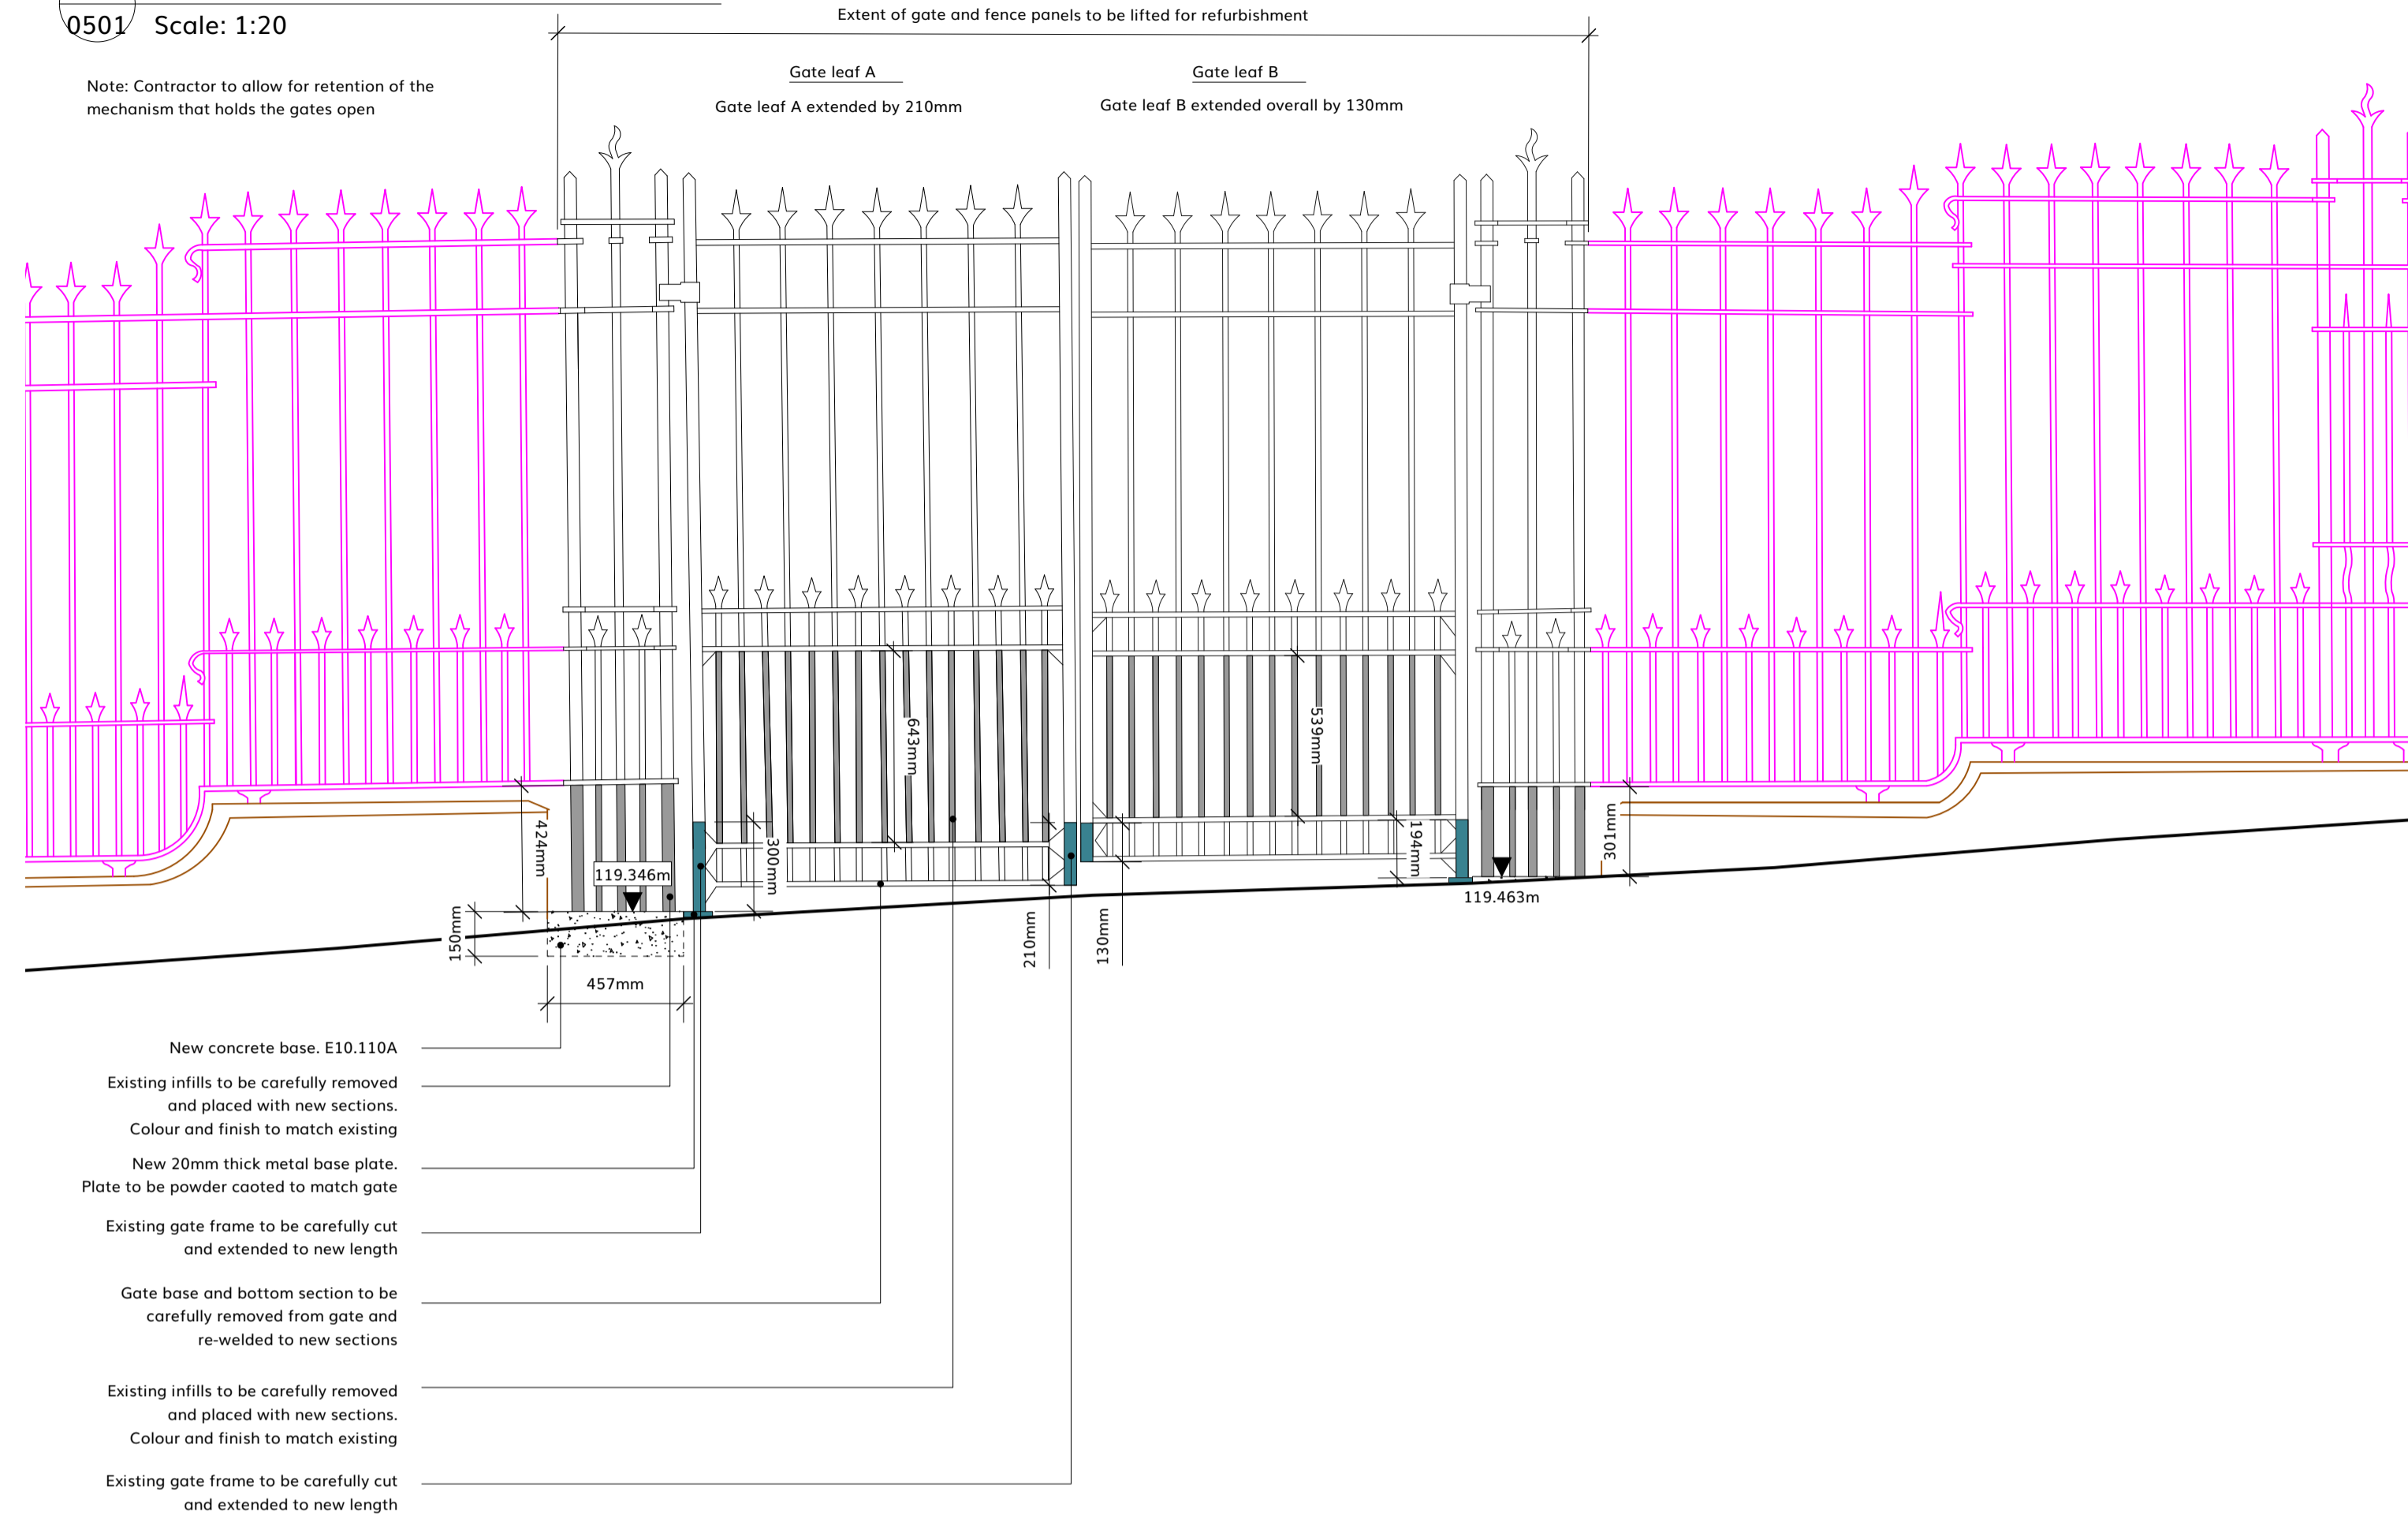 0501 Scale: 1:20
Extent of gate and fence panels to be lifted for refurbishment
Note: Contractor to allow for retention of the
mechanism that holds the gates open
Gate leaf A
Gate leaf A extended by 210mm
Gate leaf B
Gate leaf B extended overall by 130mm
643mm
539mm
424mm
119.346m
300mm
194mm
301mm
119.463m
150mm
210mm
130mm
457mm
New concrete base. E10.110A
Existing infills to be carefully removed
and placed with new sections.
Colour and finish to match existing
New 20mm thick metal base plate.
Plate to be powder caoted to match gate
Existing gate frame to be carefully cut
and extended to new length
Gate base and bottom section to be
carefully removed from gate and
re-welded to new sections
Existing infills to be carefully removed
and placed with new sections.
Colour and finish to match existing
Existing gate frame to be carefully cut
and extended to new length